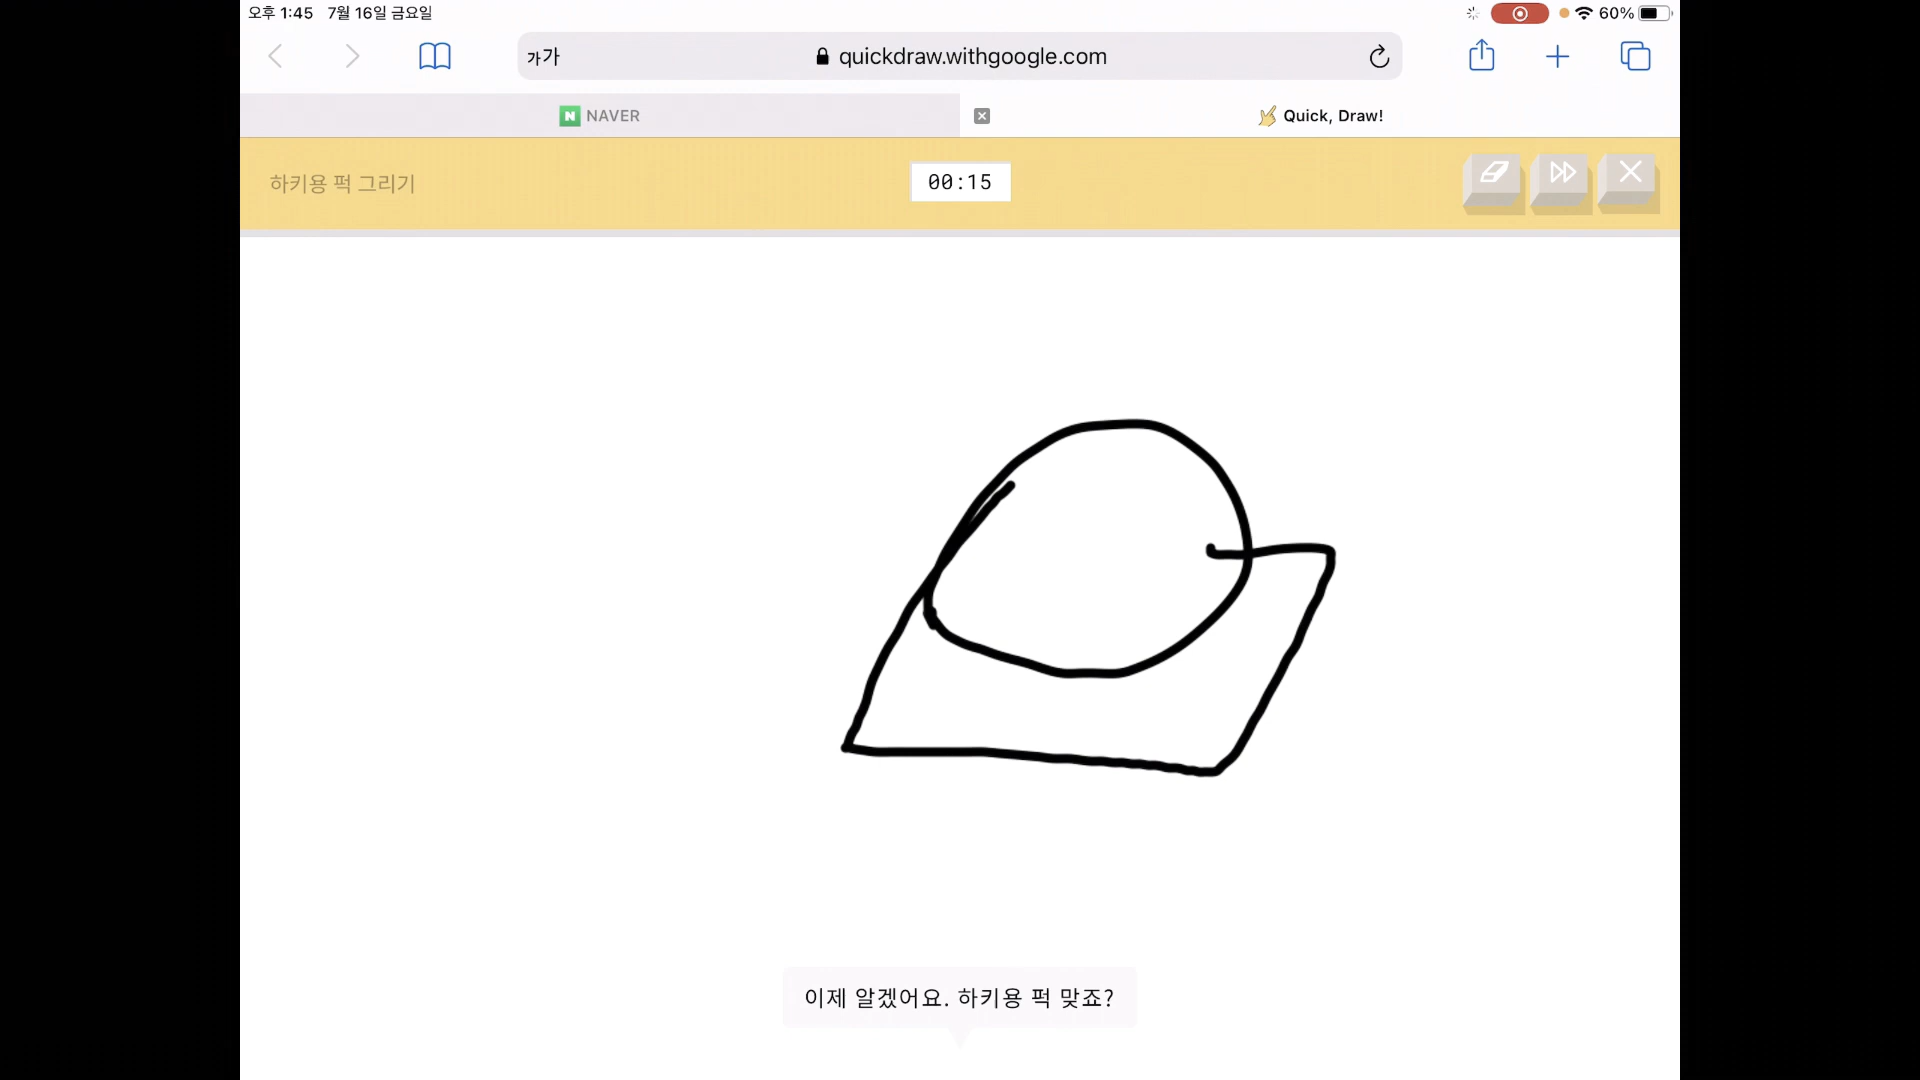 오후 1:45 7월 16일 금요일
60%
가가
quickdraw.withgoogle.com
N NAVER
Quick, Draw!
하키용 퍽 그리기
00:15
이제 알겠어요. 하키용 퍽 맞죠?